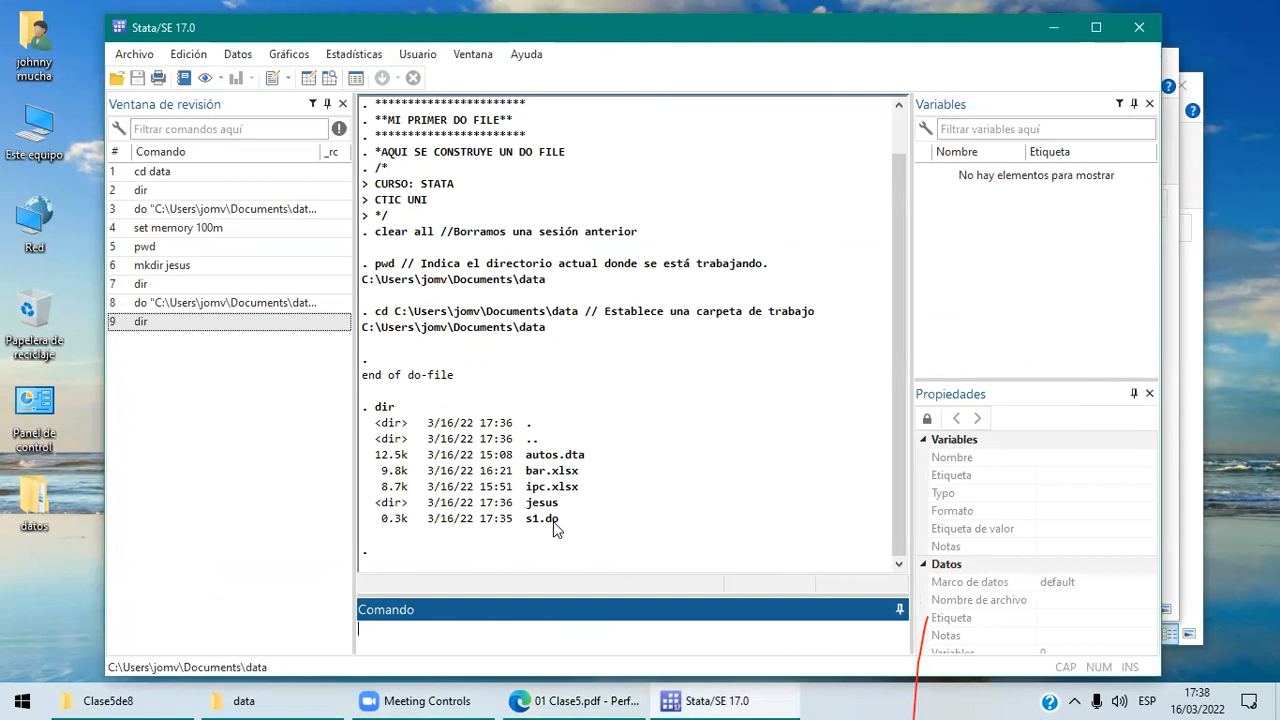 Stata/SE 17.0
Archivo Edición Datos Gráficos Estadísticas Usuario Ventana Ayuda
johnny mucha
Este equipo
Red
Papelera de reciclaje
Panel de control
datos
Ventana de revisión
Filtrar comandos aquí
# Comando _rc
1 cd data
2 dir
3 do "C:\Users\jomv\Documents\dat...
4 set memory 100m
5 pwd
6 mkdir jesus
7 dir
8 do "C:\Users\jomv\Documents\dat...
9 dir
. ***********************
. **MI PRIMER DO FILE**
. ***********************
. *AQUI SE CONSTRUYE UN DO FILE
. /*
> CURSO: STATA
> CTIC UNI
> */
. clear all //Borramos una sesión anterior
. pwd // Indica el directorio actual donde se está trabajando.
C:\Users\jomv\Documents\data
. cd C:\Users\jomv\Documents\data // Establece una carpeta de trabajo
C:\Users\jomv\Documents\data
.
end of do-file
. dir
<dir> 3/16/22 17:36 .
<dir> 3/16/22 17:36 ..
12.5k 3/16/22 15:08 autos.dta
9.8k 3/16/22 16:21 bar.xlsx
8.7k 3/16/22 15:51 ipc.xlsx
<dir> 3/16/22 17:36 jesus
0.3k 3/16/22 17:35 s1.do
.
Comando
Variables
Filtrar variables aquí
Nombre Etiqueta
No hay elementos para mostrar
Propiedades
Variables
Nombre
Etiqueta
Typo
Formato
Etiqueta de valor
Notas
Datos
Marco de datos default
Nombre de archivo
Etiqueta
Notas
Variables 0
C:\Users\jomv\Documents\data
CAP NUM INS
Clase5de8
data
Meeting Controls
01 Clase5.pdf - Perf...
Stata/SE 17.0
ESP
17:38
16/03/2022